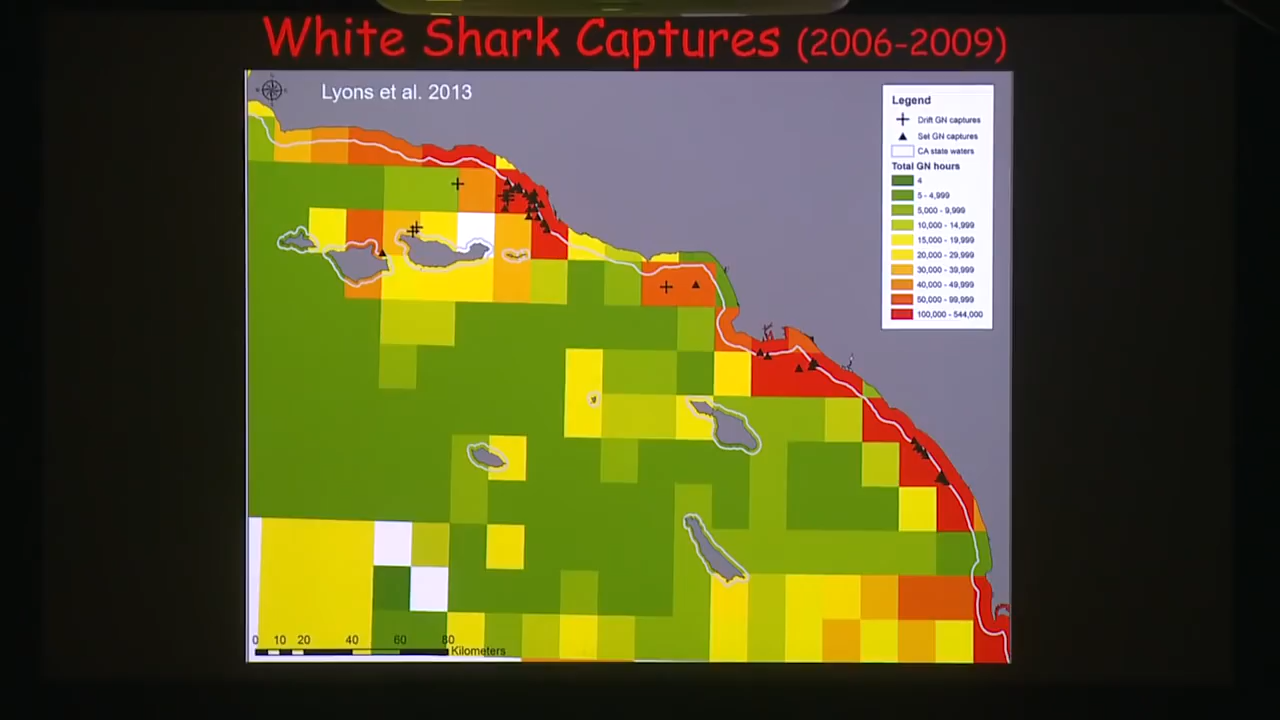 White Shark Captures (2006-2009)
Lyons et al. 2013
Legend
Drift GN captures
Set GN captures
CA state waters
Total GN hours
4
5 - 4,999
5,000 - 9,999
10,000 - 14,999
15,000 - 19,999
20,000 - 29,999
30,000 - 39,999
40,000 - 49,999
50,000 - 99,999
100,000 - 544,000
0 10 20 40 60 80
Kilometers